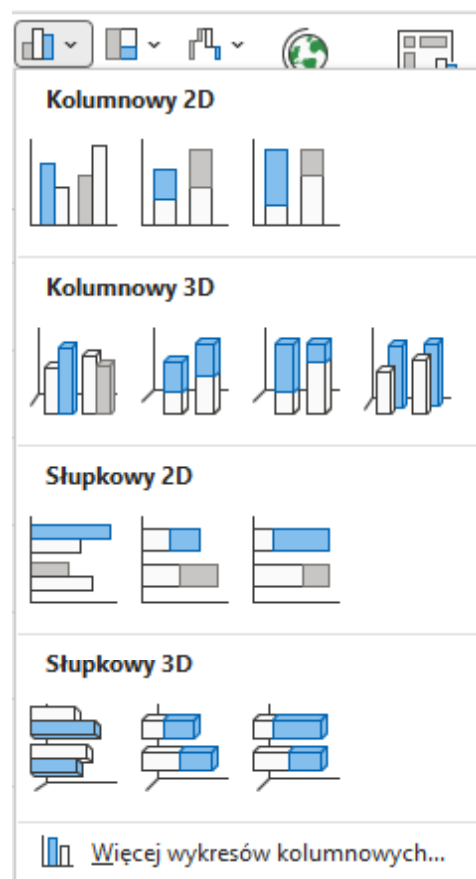 Kolumnowy 2D
Kolumnowy 3D
Słupkowy 2D
Słupkowy 3D
Więcej wykresów kolumnowych...